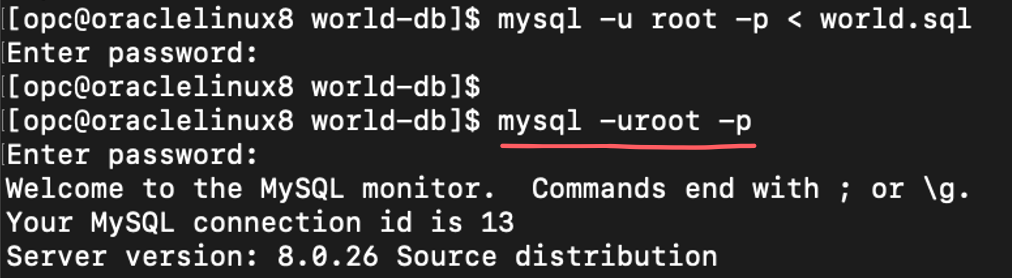 [opc@oraclelinux8 world-db]$ mysql -u root -p < world.sql
Enter password:
[opc@oraclelinux8 world-db]$
[opc@oraclelinux8 world-db]$ mysql -uroot -p
Enter password:
Welcome to the MySQL monitor.  Commands end with ; or \g.
Your MySQL connection id is 13
Server version: 8.0.26 Source distribution